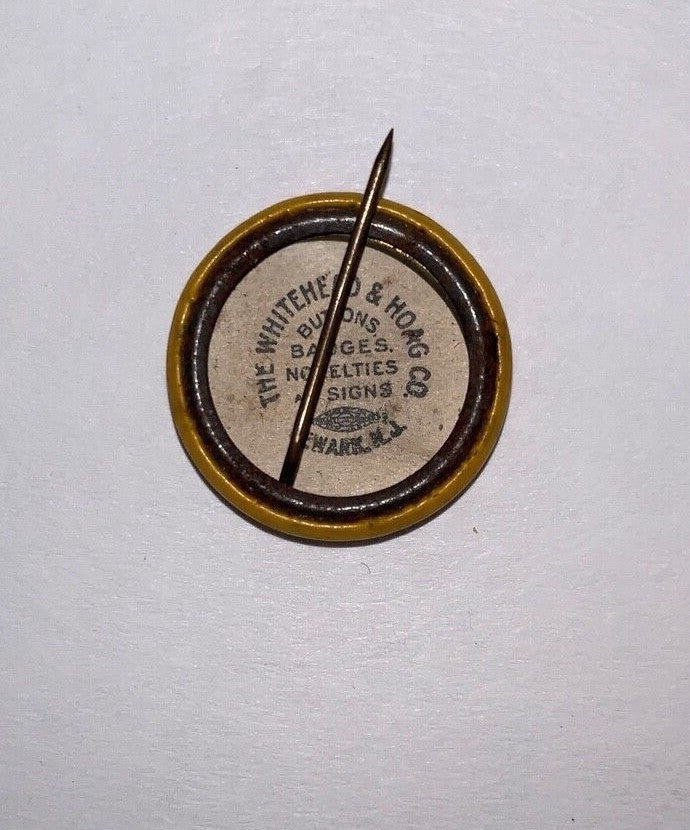 THE WHITEHEAD & HOAG CO.
BUTTONS,
BADGES,
NOVELTIES
SIGNS
NEWARK, N.J.